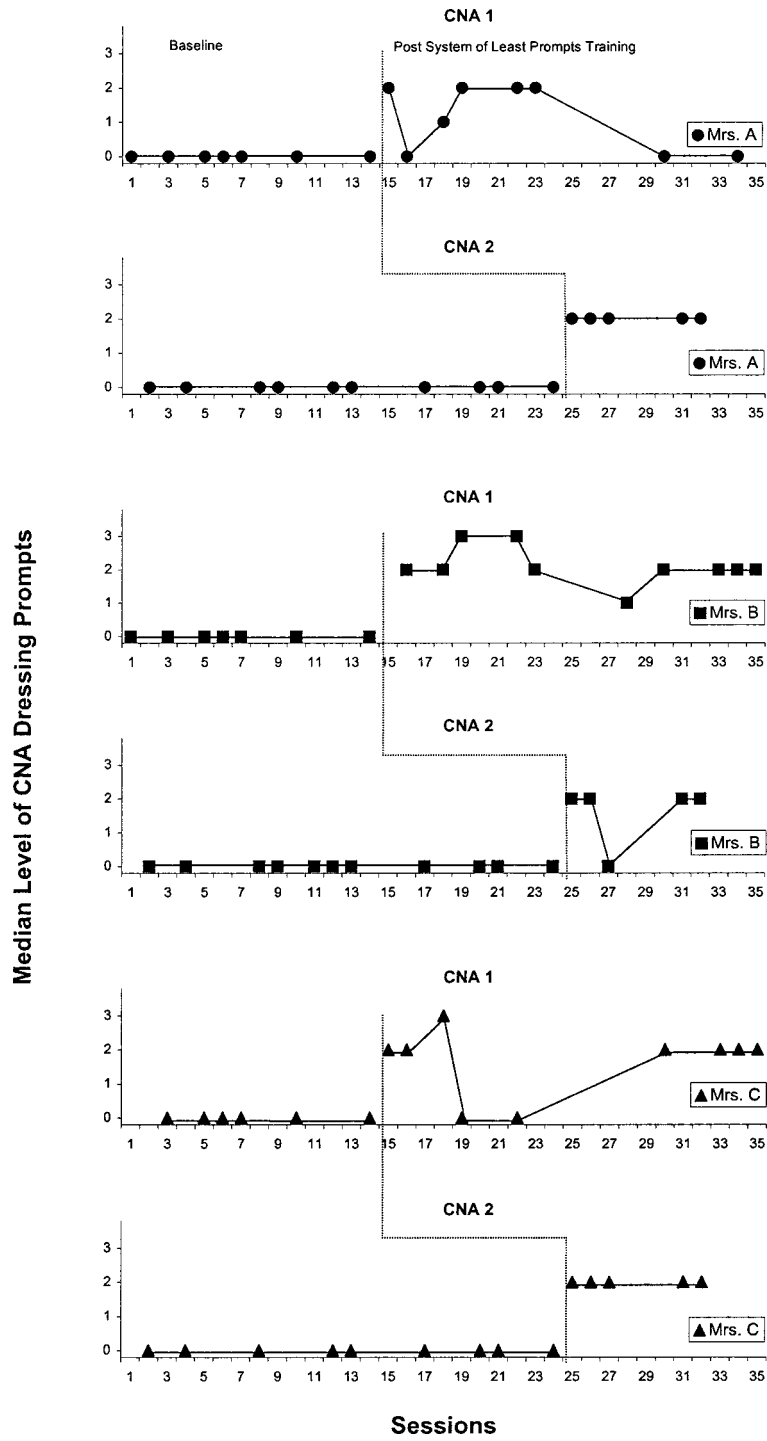 CNA 1
Baseline
Post System of Least Prompts Training
3
2
1
0
Mrs. A
1 3 5 7 9 11 13 15 17 19 21 23 25 27 29 31 33 35
CNA 2
3
2
1
0
Mrs. A
1 3 5 7 9 11 13 15 17 19 21 23 25 27 29 31 33 35
Median Level of CNA Dressing Prompts
CNA 1
3
2
1
0
Mrs. B
1 3 5 7 9 11 13 15 17 19 21 23 25 27 29 31 33 35
CNA 2
3
2
1
0
Mrs. B
1 3 5 7 9 11 13 15 17 19 21 23 25 27 29 31 33 35
CNA 1
3
2
1
0
Mrs. C
1 3 5 7 9 11 13 15 17 19 21 23 25 27 29 31 33 35
CNA 2
3
2
1
0
Mrs. C
1 3 5 7 9 11 13 15 17 19 21 23 25 27 29 31 33 35
Sessions